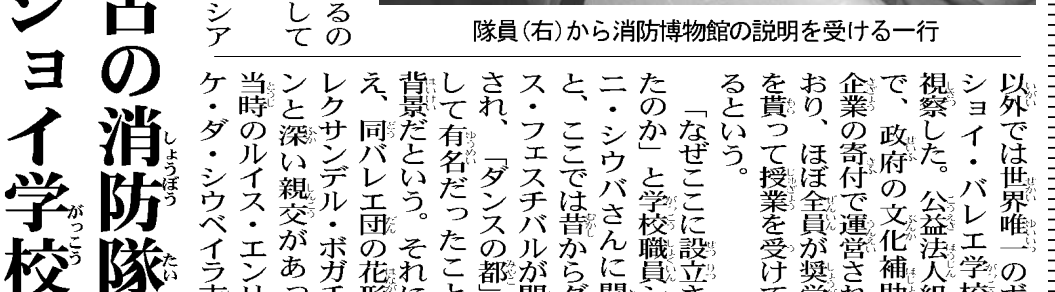 隊員（右）から消防博物館の説明を受ける一行
以外では世界唯一のボ
ショイ・バレエ学校
視察した。公益法人組
で、政府の文化補助
企業の寄付で運営され
おり、ほぼ全員が奨学
を貰って授業を受けて
るという。
「なぜここに設立さ
たのか」と学校職員
ニ・シウバさんに聞
と、ここでは昔からダ
ス・フェスチバルが開
され、「ダンスの都」
して有名だったこと
背景だという。それに
え、同バレエ団の花形
レクサンデル・ボガチ
ンと深い親交があっ
当時のルイス・エンリ
ケ・ダ・シウベイラ
るの
して
シア
の消防隊
ョイ学校